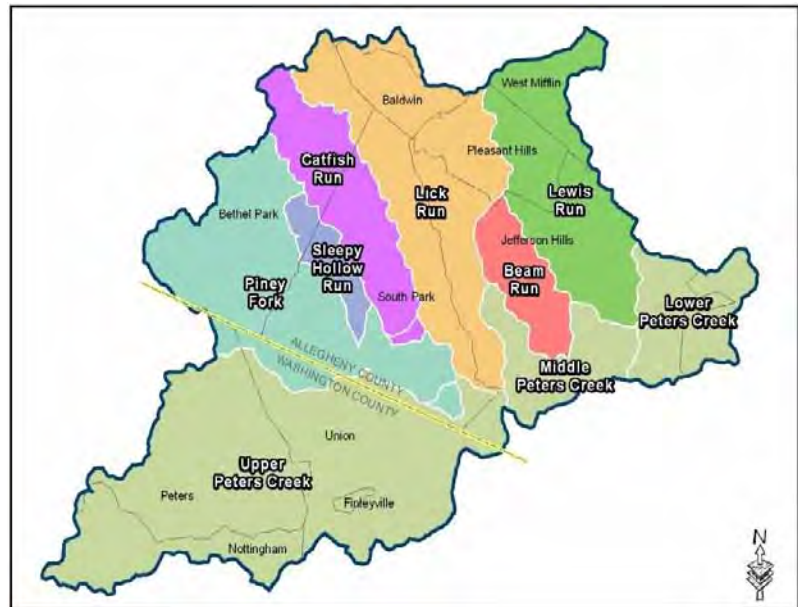 West Mifflin
Baldwin
Pleasant Hills
Catfish
Run
Lick
Run
Lewis
Run
Bethel Park
Jefferson Hills
Sleepy
Hollow
Run
Beam
Run
Piney
Fork
South Park
Lower
Peters Creek
ALLEGHENY COUNTY
WASHINGTON COUNTY
Middle
Peters Creek
Union
Upper
Peters Creek
Peters
Finleyville
Nottingham
N